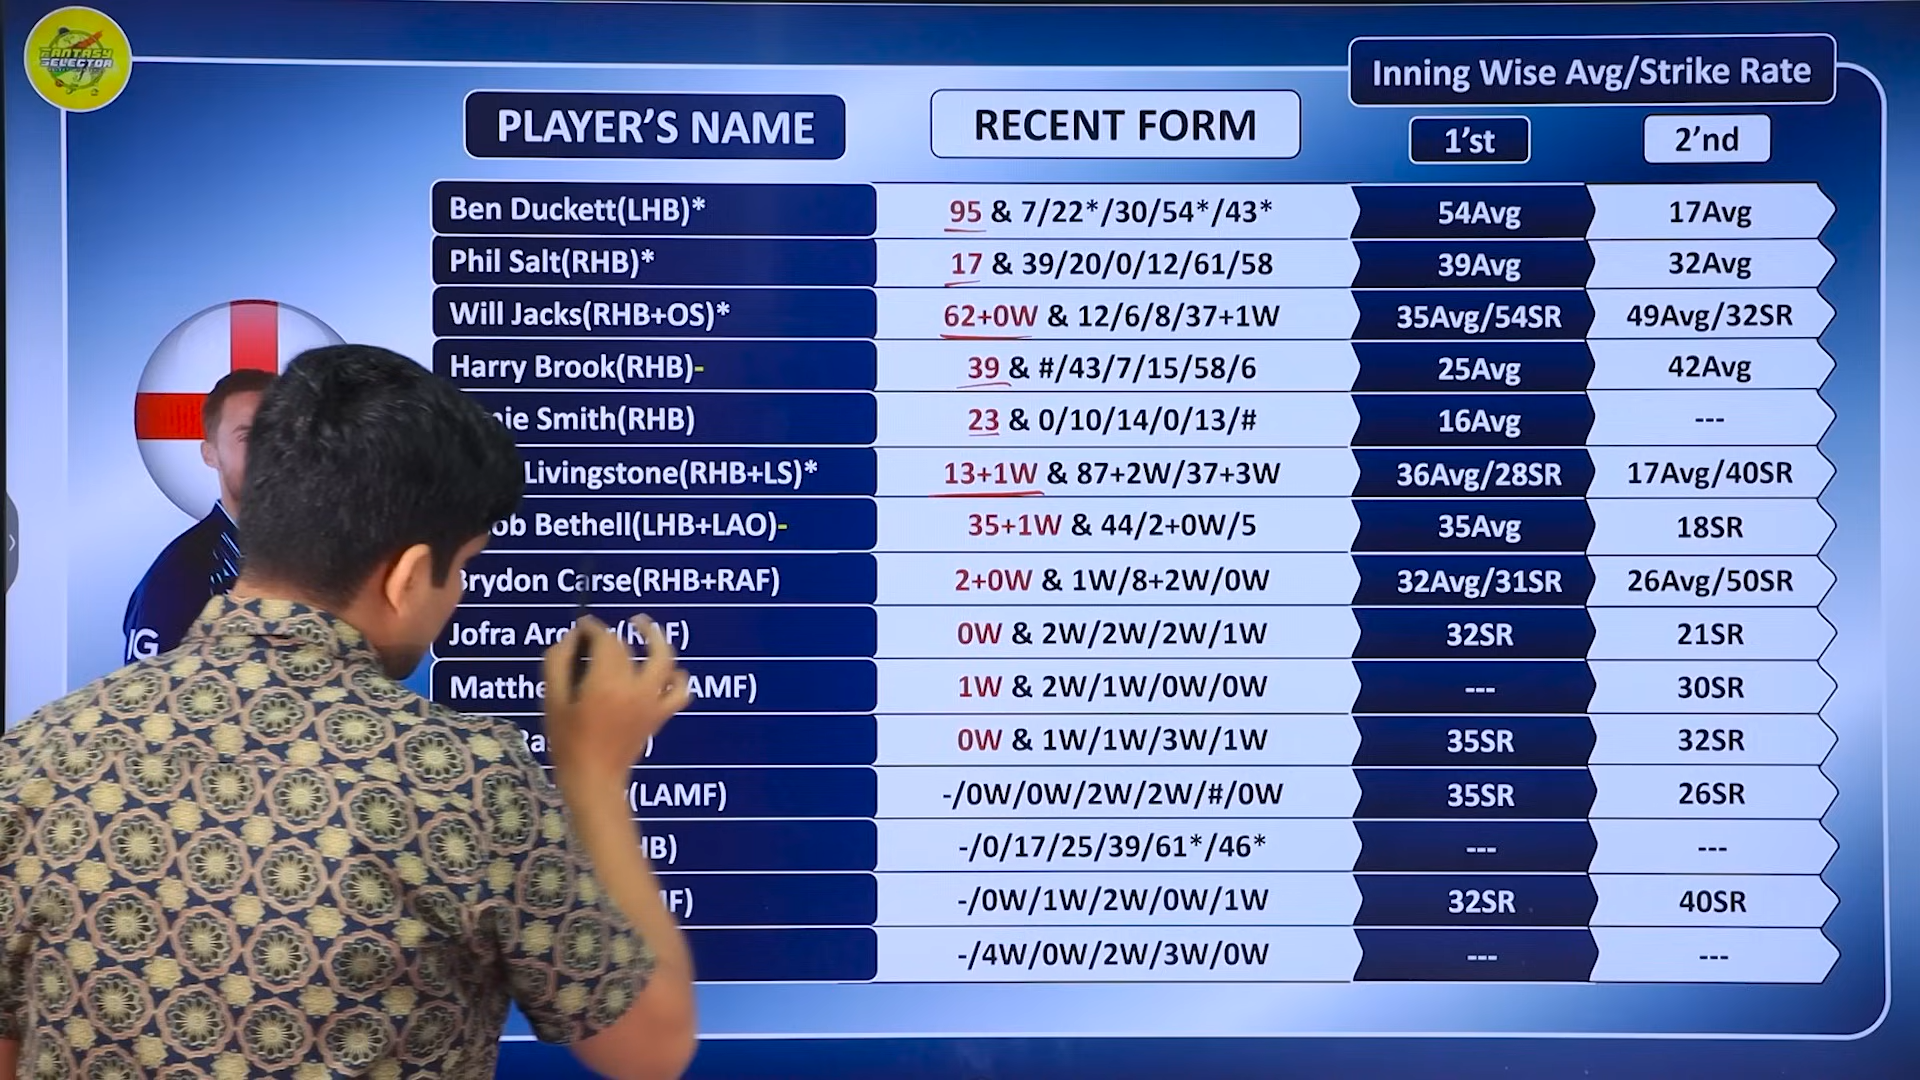 FANTASY
SELECTOR
Inning Wise Avg/Strike Rate
PLAYER'S NAME RECENT FORM 1'st 2'nd
Ben Duckett(LHB)* 95 & 7/22*/30/54*/43* 54Avg 17Avg
Phil Salt(RHB)* 17 & 39/20/0/12/61/58 39Avg 32Avg
Will Jacks(RHB+OS)* 62+0W & 12/6/8/37+1W 35Avg/54SR 49Avg/32SR
Harry Brook(RHB)- 39 & #/43/7/15/58/6 25Avg 42Avg
Smith(RHB) 23 & 0/10/14/0/13/# 16Avg ---
Livingstone(RHB+LS)* 13+1W & 87+2W/37+3W 36Avg/28SR 17Avg/40SR
Bethell(LHB+LAO)- 35+1W & 44/2+0W/5 35Avg 18SR
Brydon Carse(RHB+RAF) 2+0W & 1W/8+2W/0W 32Avg/31SR 26Avg/50SR
Jofra 0W & 2W/2W/2W/1W 32SR 21SR
1W & 2W/1W/0W/0W --- 30SR
0W & 1W/1W/3W/1W 35SR 32SR
(LAMF) -/0W/0W/2W/2W/#/0W 35SR 26SR
-/0/17/25/39/61*/46* --- ---
-/0W/1W/2W/0W/1W 32SR 40SR
-/4W/0W/2W/3W/0W --- ---
IG